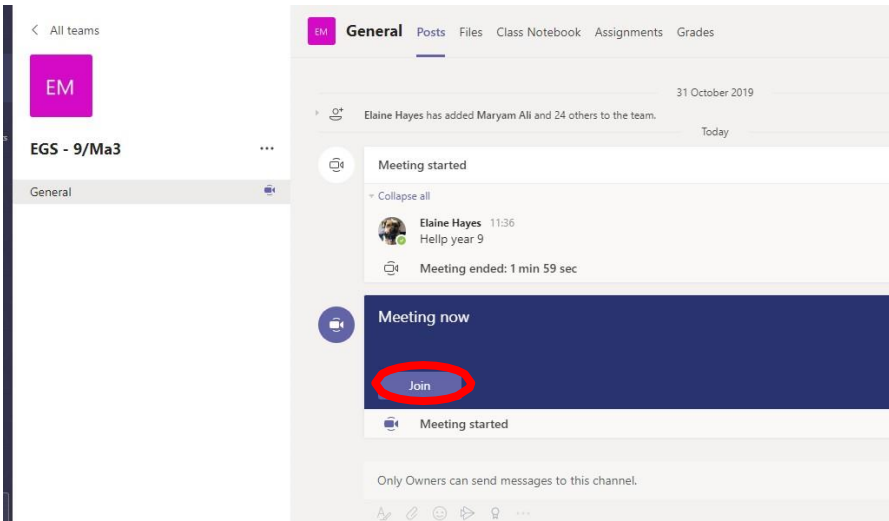 All teams
EM
EGS - 9/Ma3
...
General
EM General Posts Files Class Notebook Assignments Grades
31 October 2019
Elaine Hayes has added Maryam Ali and 24 others to the team.
Today
Meeting started
Collapse all
Elaine Hayes 11:36
Hellp year 9
Meeting ended: 1 min 59 sec
Meeting now
Join
Meeting started
Only Owners can send messages to this channel.